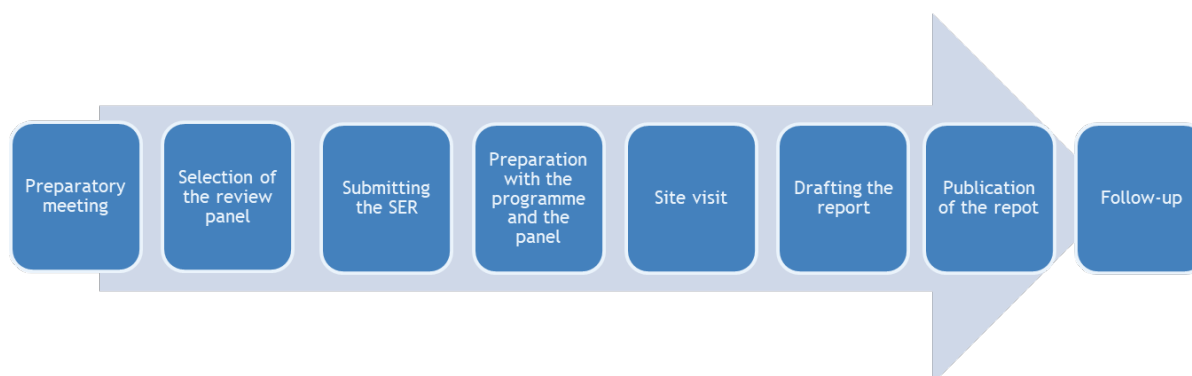 Preparatory
meeting
Selection of
the review
panel
Submitting
the SER
Preparation
with the
programme
and the
panel
Site visit
Drafting the
report
Publication
of the repot
Follow-up